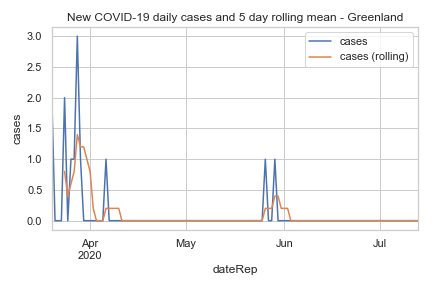 New COVID-19 daily cases and 5 day rolling mean - Greenland
cases
cases (rolling)
3.0
2.5
2.0
1.5
1.0
0.5
0.0
cases
Apr
2020
May
Jun
Jul
dateRep